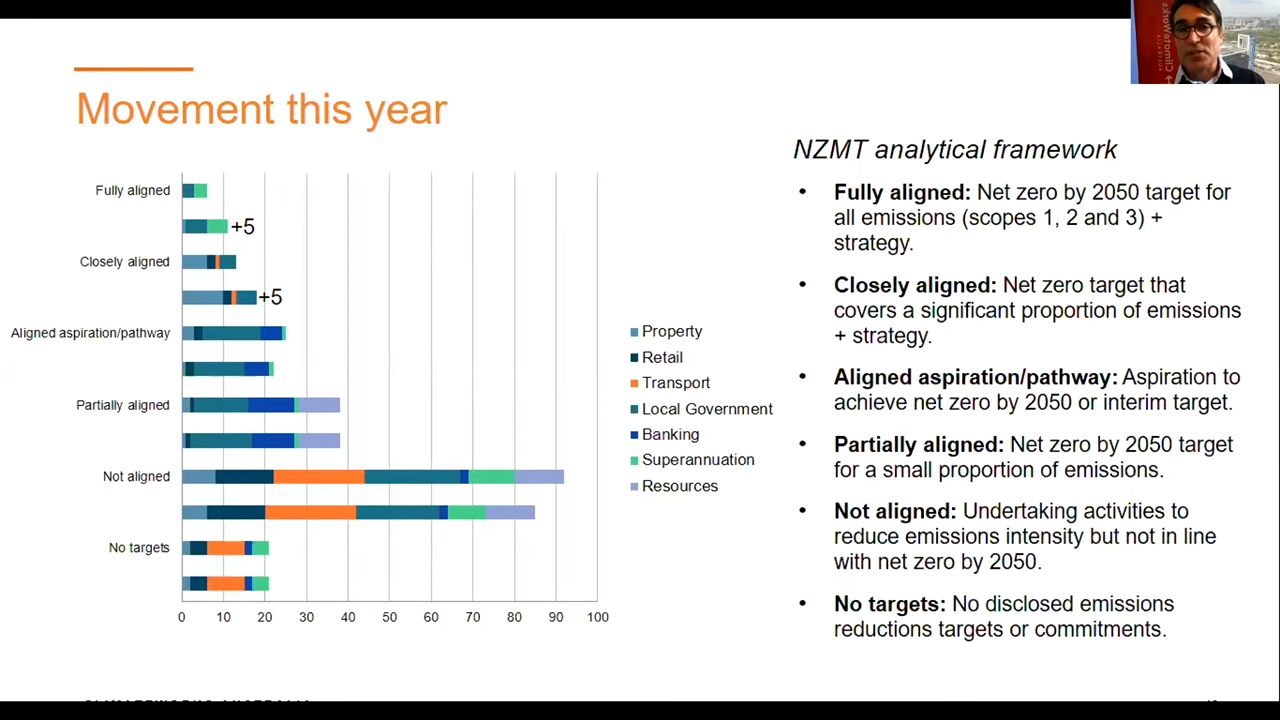 Movement this year
Fully aligned
+5
Closely aligned
+5
Aligned aspiration/pathway
Partially aligned
Not aligned
No targets
0 10 20 30 40 50 60 70 80 90 100
Property
Retail
Transport
Local Government
Banking
Superannuation
Resources
NZMT analytical framework
• Fully aligned: Net zero by 2050 target for
all emissions (scopes 1, 2 and 3) +
strategy.
• Closely aligned: Net zero target that
covers a significant proportion of emissions
+ strategy.
• Aligned aspiration/pathway: Aspiration to
achieve net zero by 2050 or interim target.
• Partially aligned: Net zero by 2050 target
for a small proportion of emissions.
• Not aligned: Undertaking activities to
reduce emissions intensity but not in line
with net zero by 2050.
• No targets: No disclosed emissions
reductions targets or commitments.
ClimateWorks
AUSTRALIA
CLIMATEWORKS AUSTRALIA